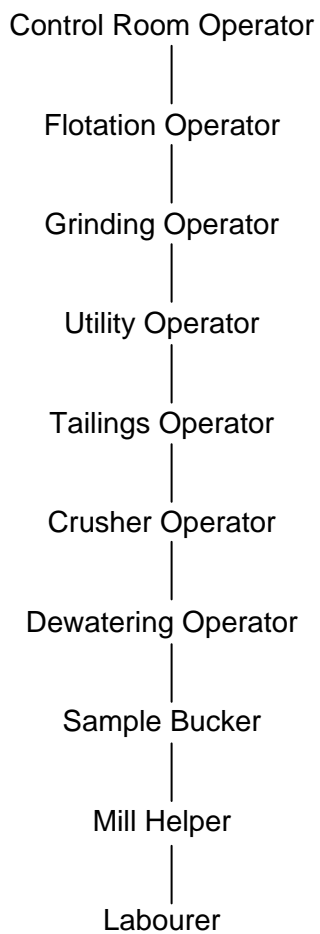 Control Room Operator
Flotation Operator
Grinding Operator
Utility Operator
Tailings Operator
Crusher Operator
Dewatering Operator
Sample Bucker
Mill Helper
Labourer